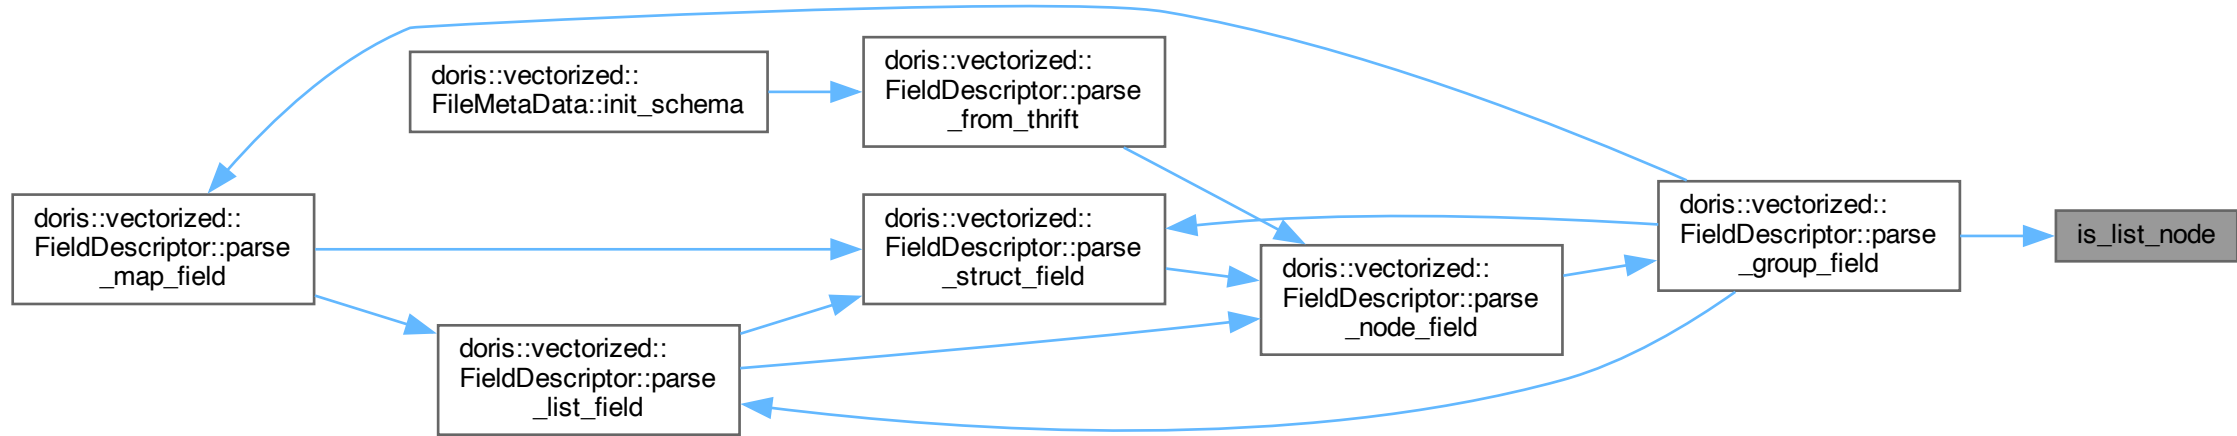 doris::vectorized::
FileMetaData::init_schema
doris::vectorized::
FieldDescriptor::parse
_from_thrift
doris::vectorized::
FieldDescriptor::parse
_map_field
doris::vectorized::
FieldDescriptor::parse
_struct_field
doris::vectorized::
FieldDescriptor::parse
_group_field
is_list_node
doris::vectorized::
FieldDescriptor::parse
_node_field
doris::vectorized::
FieldDescriptor::parse
_list_field